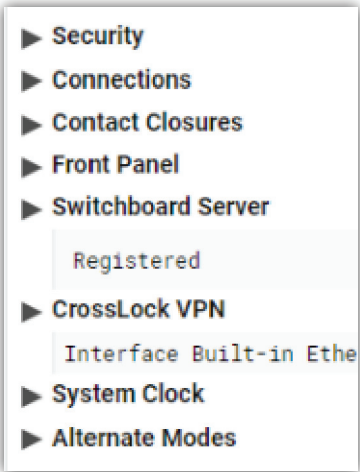 Security
Connections
Contact Closures
Front Panel
Switchboard Server
Registered
CrossLock VPN
Interface Built-in Ethe
System Clock
Alternate Modes